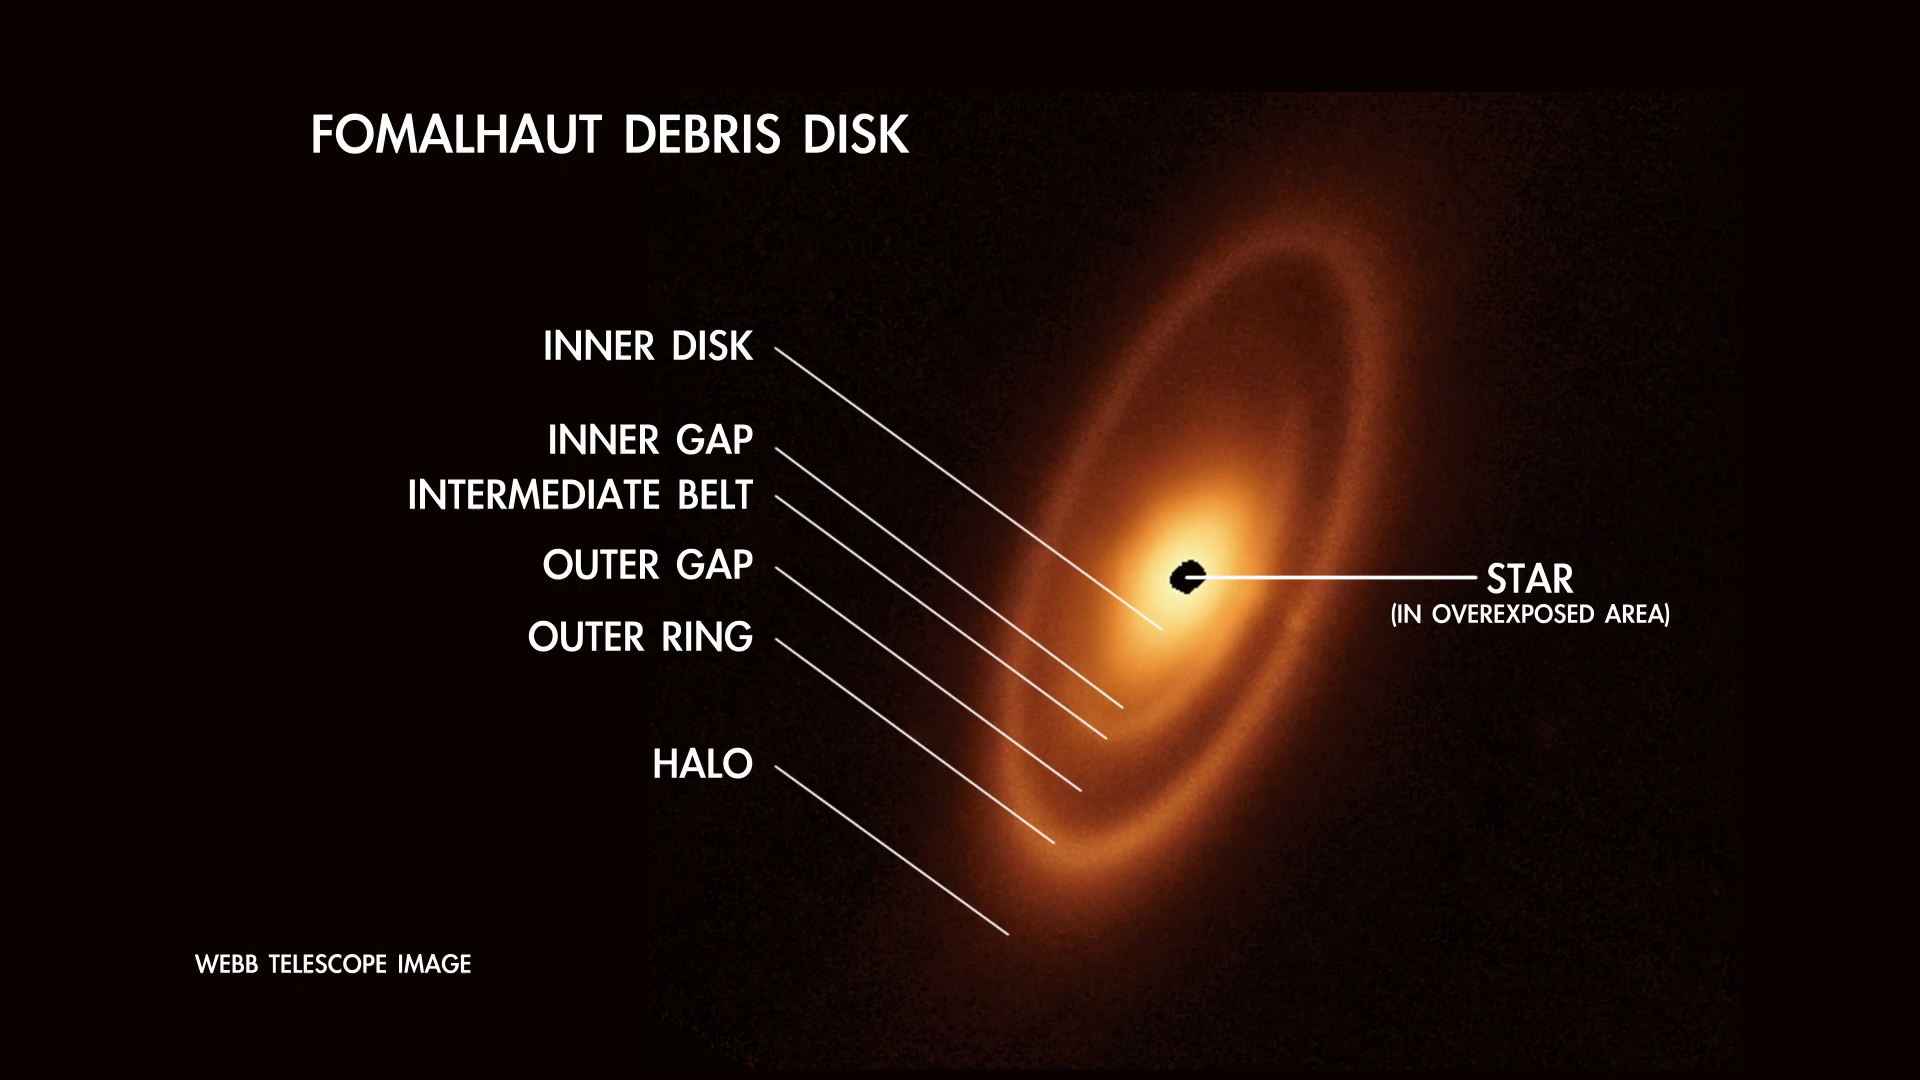 FOMALHAUT DEBRIS DISK
INNER DISK
INNER GAP
INTERMEDIATE BELT
OUTER GAP
OUTER RING
HALO
STAR
(IN OVEREXPOSED AREA)
WEBB TELESCOPE IMAGE